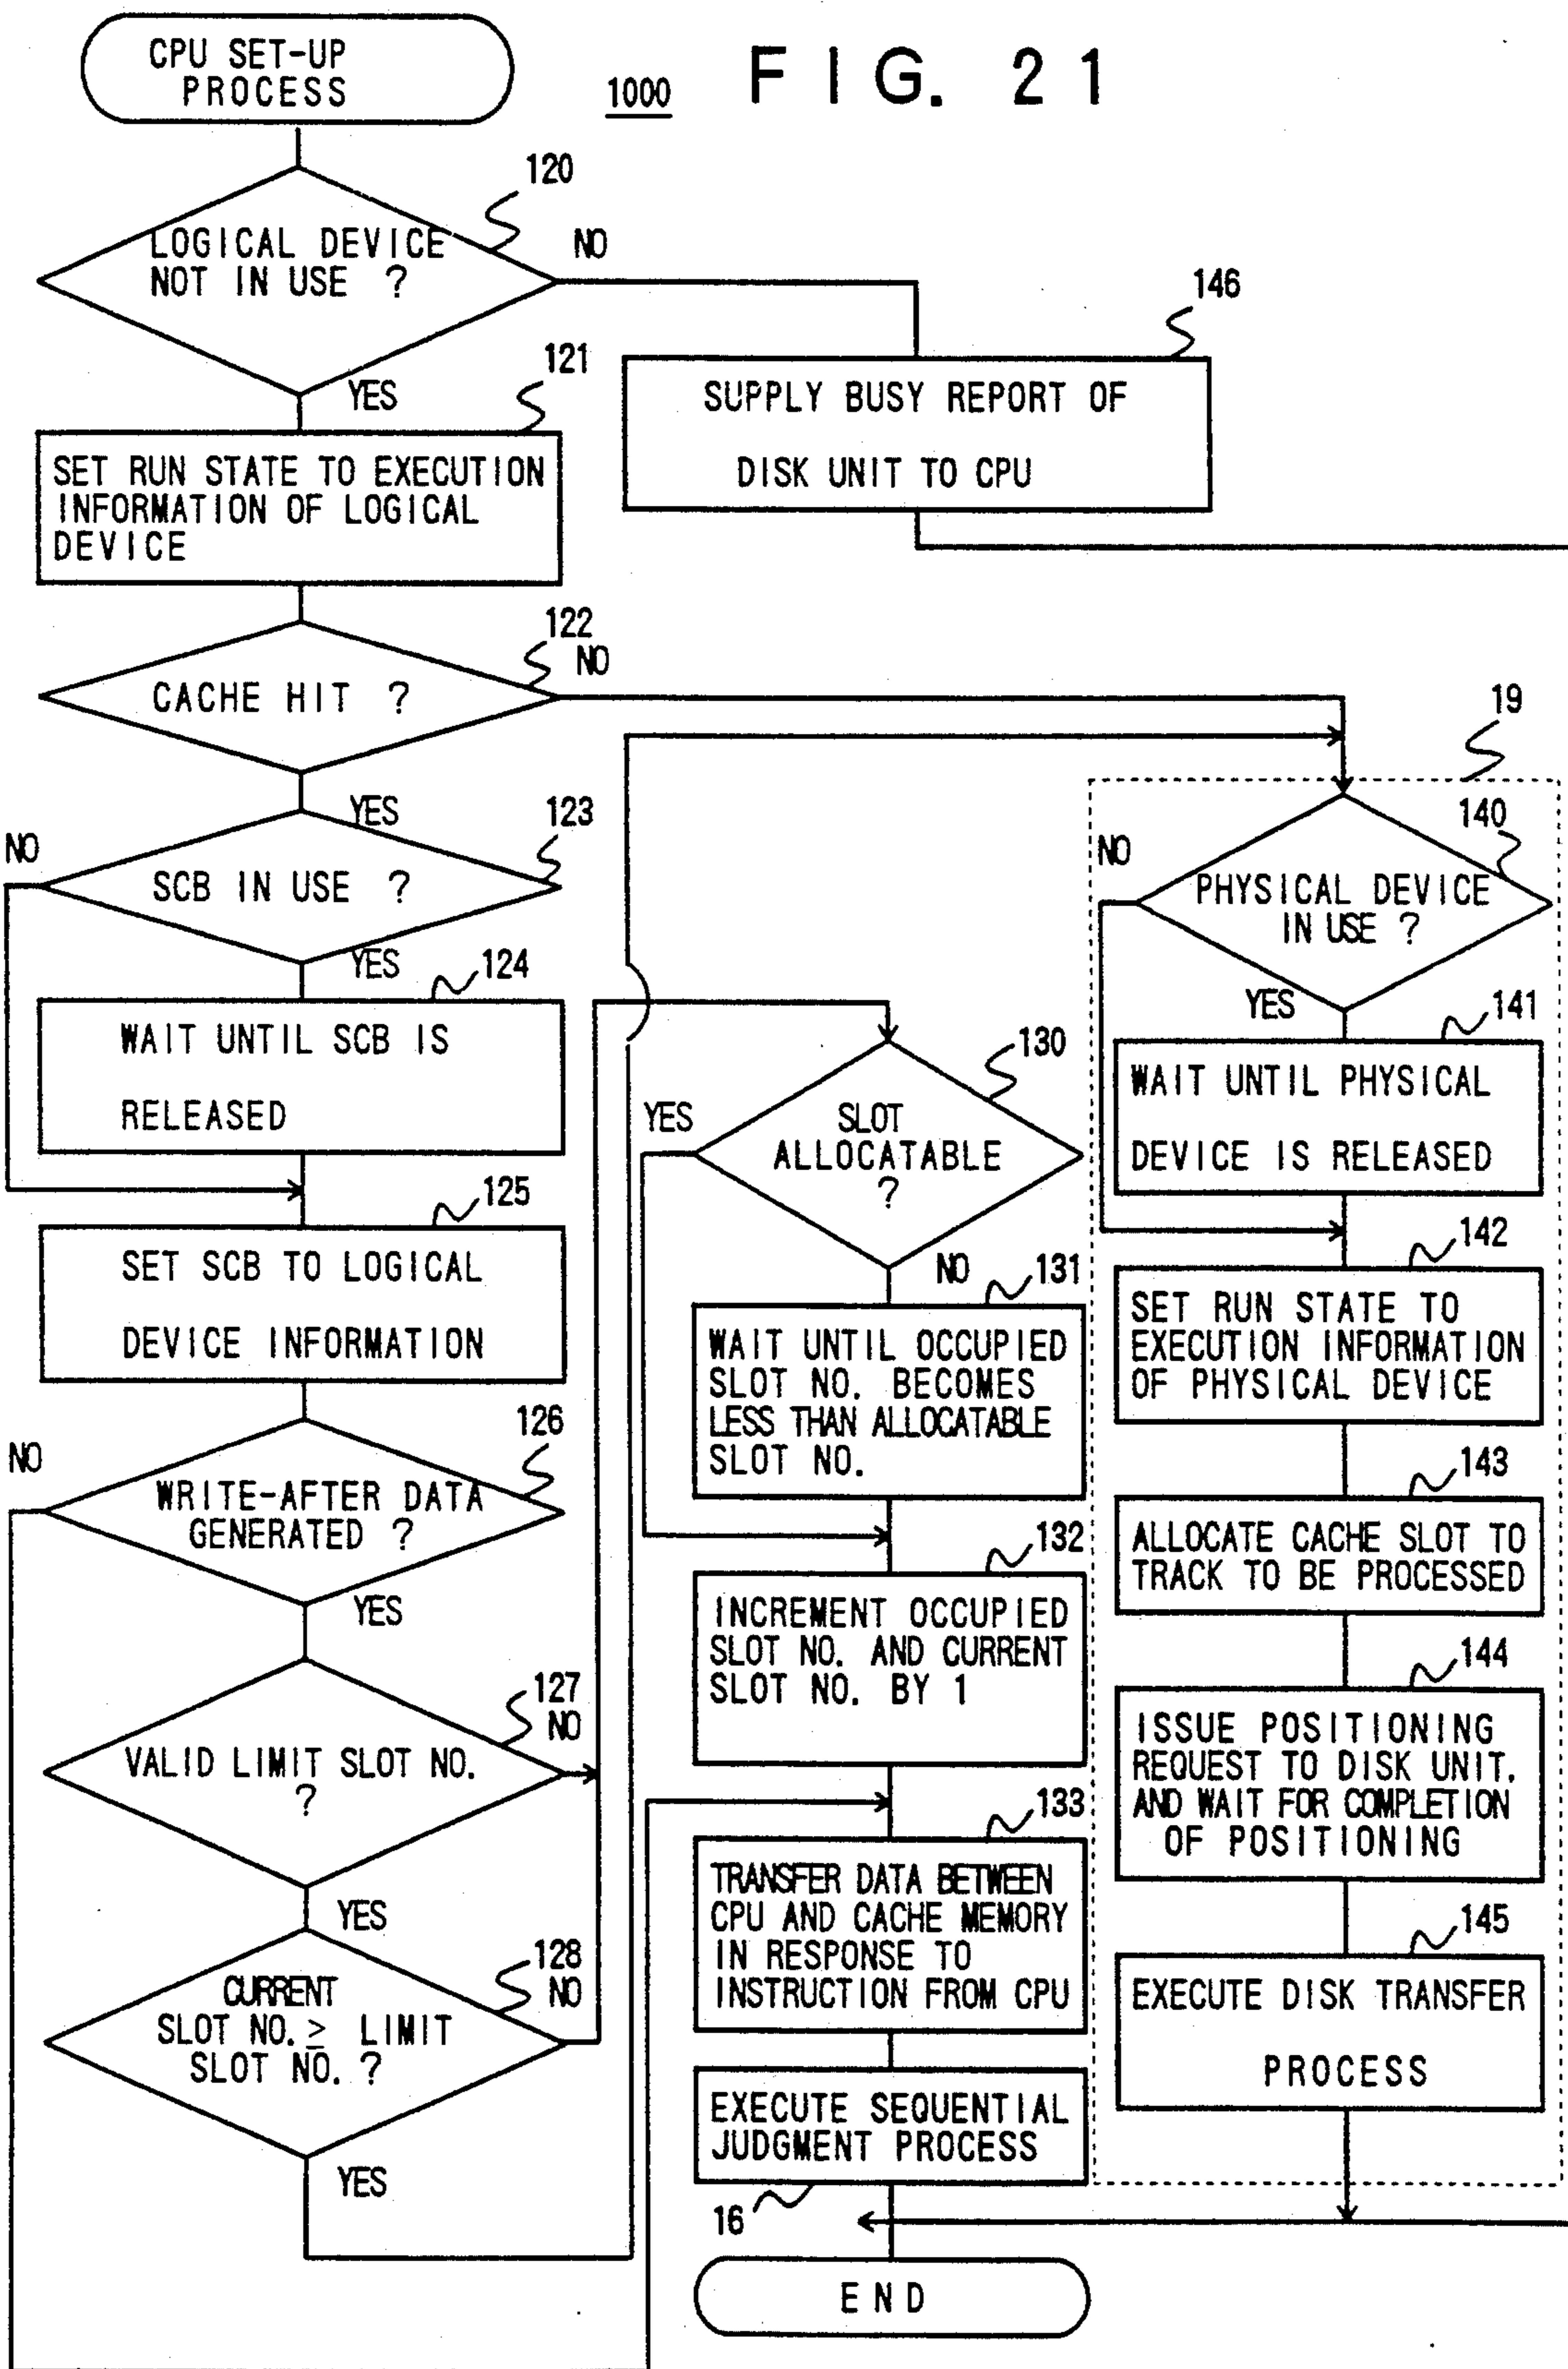 CPU SET-UP
PROCESS
1000
FIG. 21
120
LOGICAL DEVICE
NOT IN USE ?
NO
YES
146
SUPPLY BUSY REPORT OF
DISK UNIT TO CPU
121
SET RUN STATE TO EXECUTION
INFORMATION OF LOGICAL
DEVICE
122
NO
CACHE HIT ?
YES
123
NO
SCB IN USE ?
YES
124
WAIT UNTIL SCB IS
RELEASED
125
SET SCB TO LOGICAL
DEVICE INFORMATION
126
NO
WRITE-AFTER DATA
GENERATED ?
YES
127
NO
VALID LIMIT SLOT NO.
?
YES
128
NO
CURRENT
SLOT NO. ≥ LIMIT
SLOT NO. ?
YES
130
YES
SLOT
ALLOCATABLE
?
NO
131
WAIT UNTIL OCCUPIED
SLOT NO. BECOMES
LESS THAN ALLOCATABLE
SLOT NO.
132
INCREMENT OCCUPIED
SLOT NO. AND CURRENT
SLOT NO. BY 1
133
TRANSFER DATA BETWEEN
CPU AND CACHE MEMORY
IN RESPONSE TO
INSTRUCTION FROM CPU
EXECUTE SEQUENTIAL
JUDGMENT PROCESS
16
END
19
140
NO
PHYSICAL DEVICE
IN USE ?
YES
141
WAIT UNTIL PHYSICAL
DEVICE IS RELEASED
142
SET RUN STATE TO
EXECUTION INFORMATION
OF PHYSICAL DEVICE
143
ALLOCATE CACHE SLOT TO
TRACK TO BE PROCESSED
144
ISSUE POSITIONING
REQUEST TO DISK UNIT.
AND WAIT FOR COMPLETION
OF POSITIONING
145
EXECUTE DISK TRANSFER
PROCESS